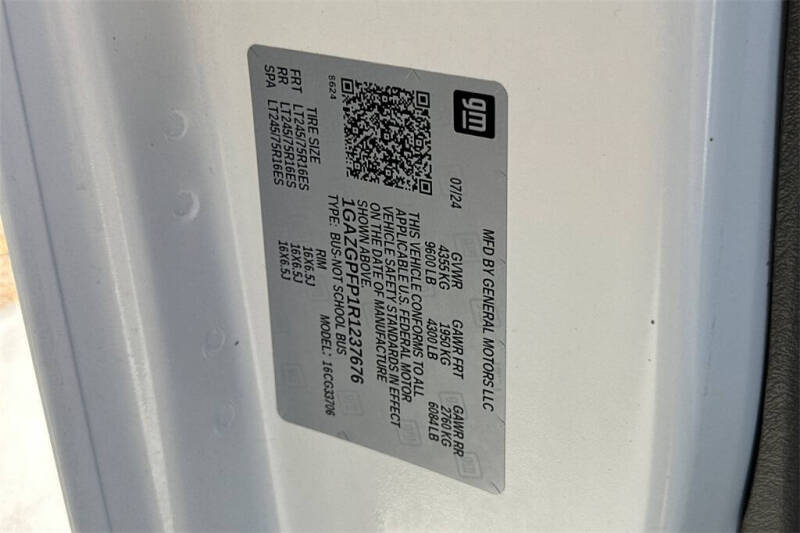 gm
MFD BY GENERAL MOTORS LLC
07/24 GVWR GAWR FRT GAWR RR
4355 KG 1950 KG 2760 KG
9600 LB 4300 LB 6084 LB
THIS VEHICLE CONFORMS TO ALL
APPLICABLE U.S. FEDERAL MOTOR
VEHICLE SAFETY STANDARDS IN EFFECT
ON THE DATE OF MANUFACTURE
SHOWN ABOVE.
1GAZGPFP1R1237676
TYPE: BUS-NOT SCHOOL BUS
MODEL: 16CG33706
8624
TIRE SIZE RIM
FRT LT245/75R16ES 16X6.5J
RR LT245/75R16ES 16X6.5J
SPA LT245/75R16ES 16X6.5J